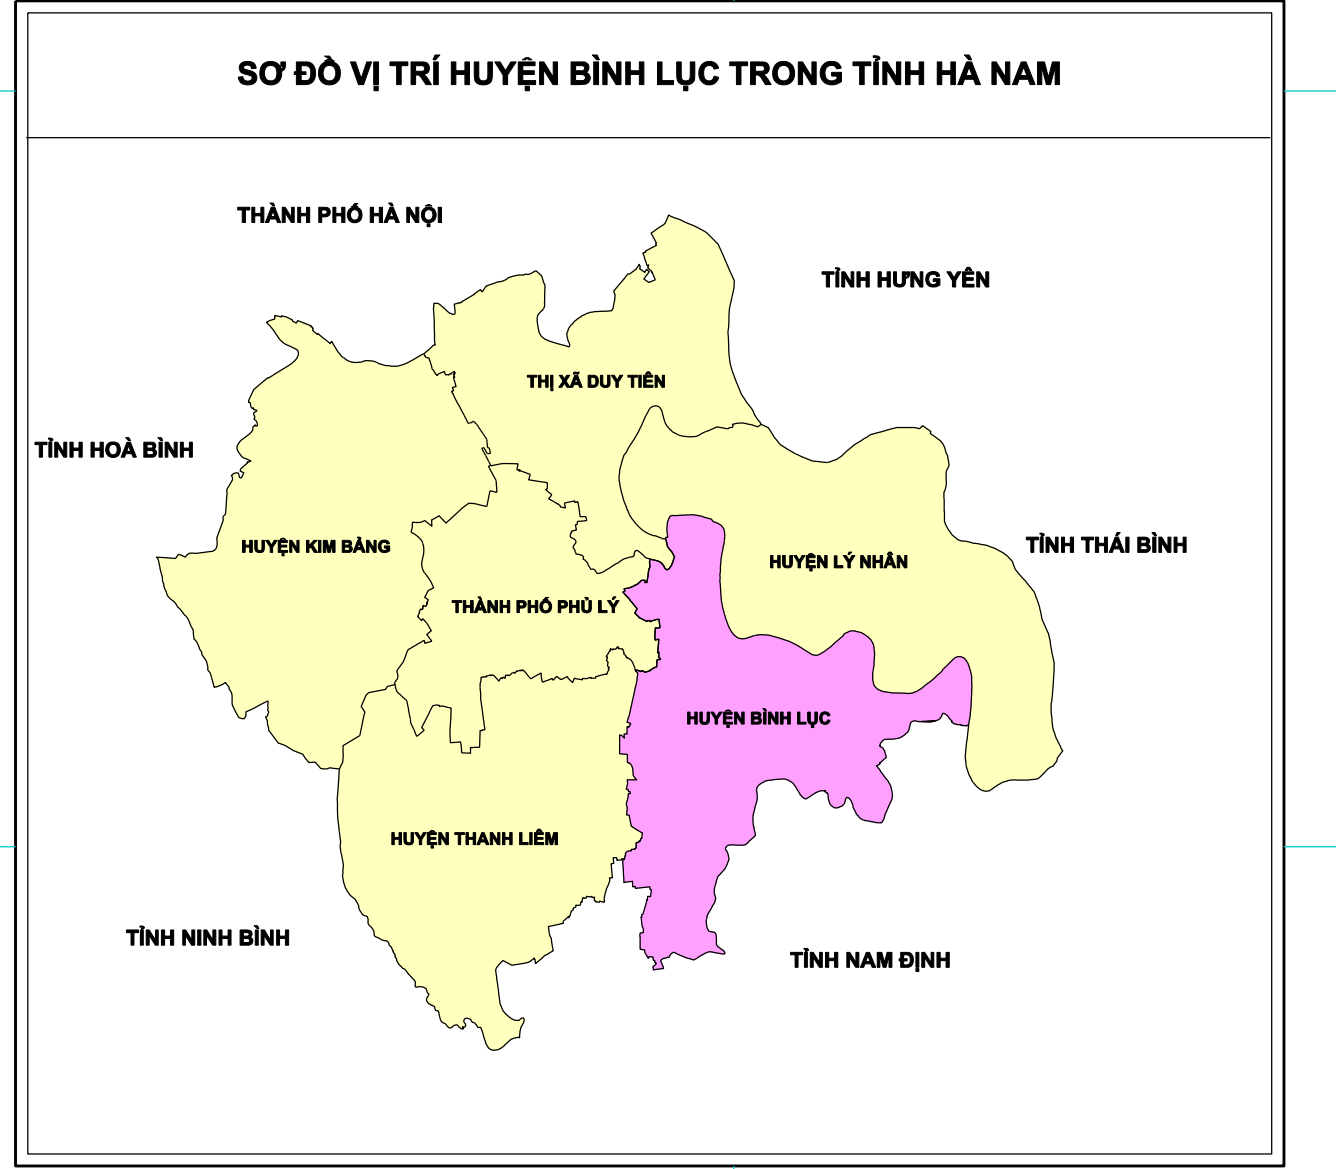 SƠ ĐỒ VỊ TRÍ HUYỆN BÌNH LỤC TRONG TỈNH HÀ NAM
THÀNH PHỐ HÀ NỘI
TỈNH HƯNG YÊN
THỊ XÃ DUY TIÊN
TỈNH HOÀ BÌNH
HUYỆN KIM BẢNG
TỈNH THÁI BÌNH
HUYỆN LÝ NHÂN
THÀNH PHỐ PHỦ LÝ
HUYỆN BÌNH LỤC
HUYỆN THANH LIÊM
TỈNH NINH BÌNH
TỈNH NAM ĐỊNH